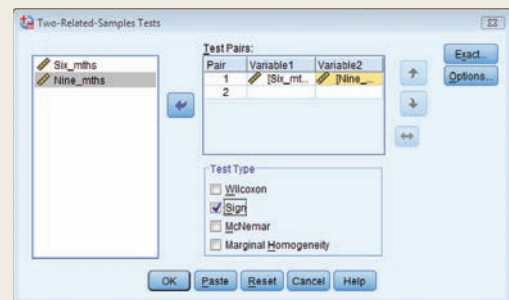 Two-Related-Samples Tests
Six_mths
Nine_mths
Test Pairs:
Pair Variable1 Variable2
1 [Six_mt... [Nine_...
2
Exact...
Options...
Test Type
Wilcoxon
Sign
McNemar
Marginal Homogeneity
OK Paste Reset Cancel Help